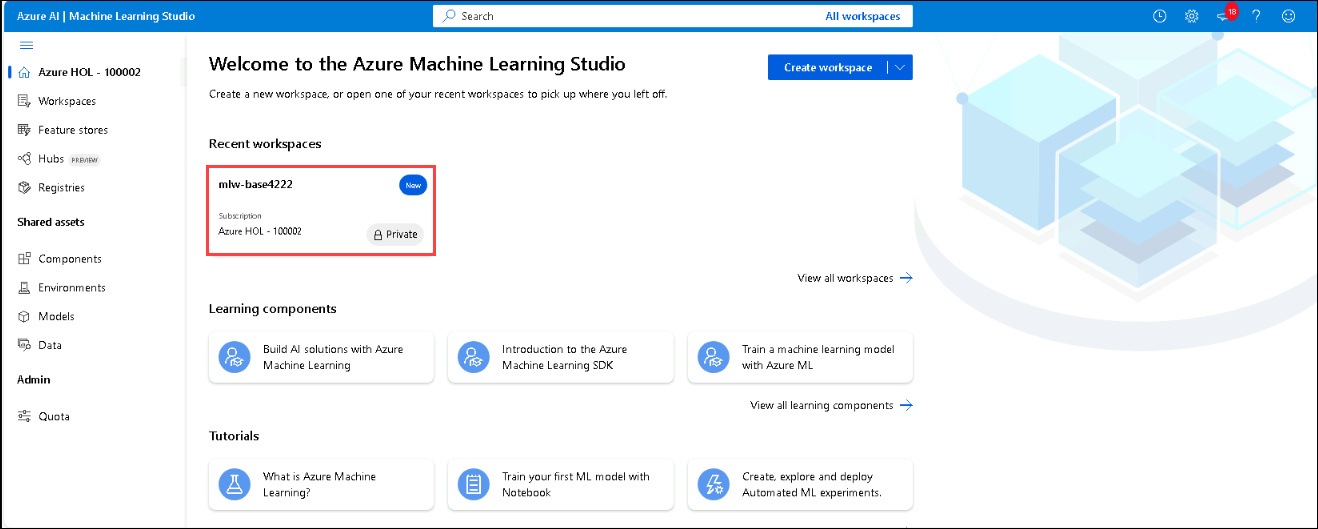 Azure AI | Machine Learning Studio
Search
All workspaces
18
?
Azure HOL - 100002
Workspaces
Feature stores
Hubs PREVIEW
Registries
Shared assets
Components
Environments
Models
Data
Admin
Quota
Welcome to the Azure Machine Learning Studio
Create workspace
Create a new workspace, or open one of your recent workspaces to pick up where you left off.
Recent workspaces
mlw-base4222
New
Subscription
Azure HOL - 100002
Private
View all workspaces
Learning components
Build AI solutions with Azure
Machine Learning
Introduction to the Azure
Machine Learning SDK
Train a machine learning model
with Azure ML
View all learning components
Tutorials
What is Azure Machine
Learning?
Train your first ML model with
Notebook
Create, explore and deploy
Automated ML experiments.